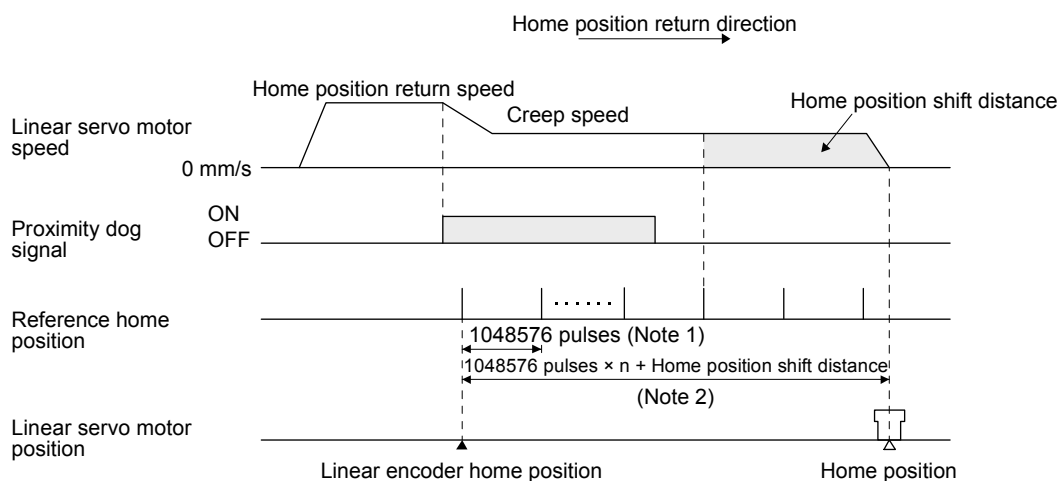 Home position return direction
Home position return speed
Creep speed
Home position shift distance
Linear servo motor
speed
0 mm/s
ON
Proximity dog
signal
OFF
Reference home
position
1048576 pulses (Note 1)
1048576 pulses × n + Home position shift distance
(Note 2)
Linear servo motor
position
Linear encoder home position
Home position